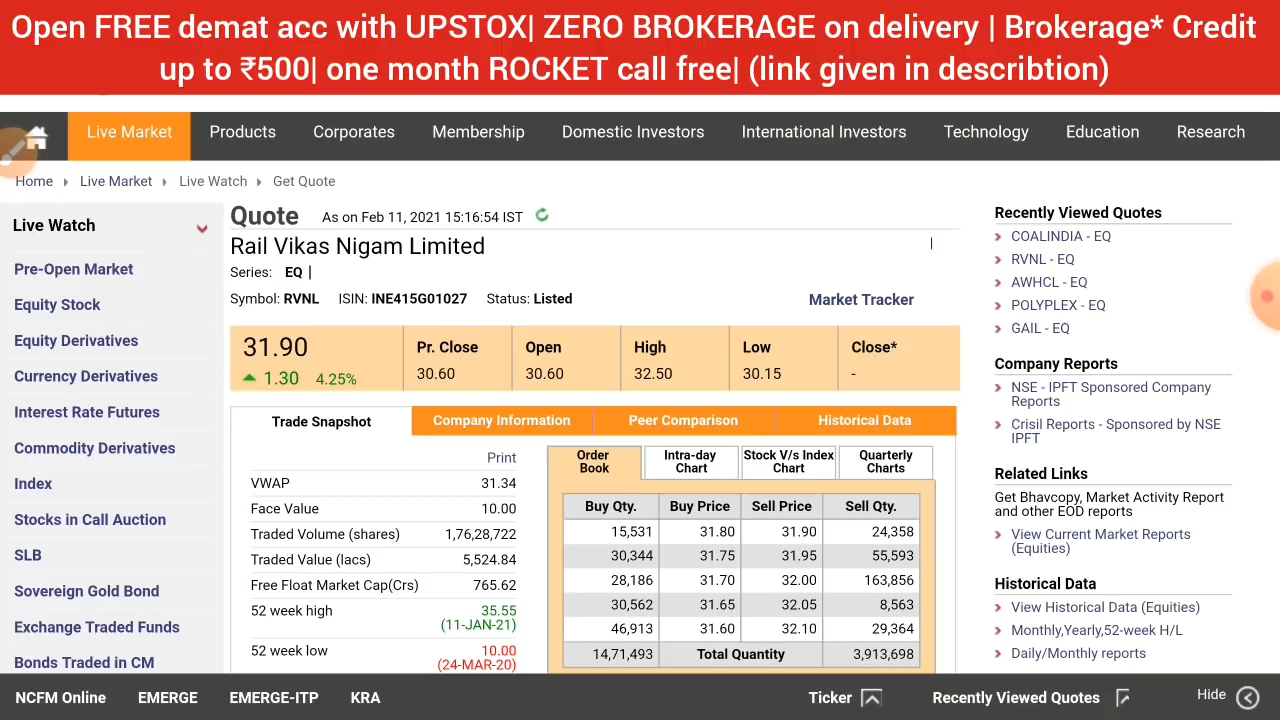 Open FREE demat acc with UPSTOX| ZERO BROKERAGE on delivery | Brokerage* Credit
up to ₹500| one month ROCKET call free| (link given in describtion)
Live Market Products Corporates Membership Domestic Investors International Investors Technology Education Research
Home Live Market Live Watch Get Quote
Live Watch
Pre-Open Market
Equity Stock
Equity Derivatives
Currency Derivatives
Interest Rate Futures
Commodity Derivatives
Index
Stocks in Call Auction
SLB
Sovereign Gold Bond
Exchange Traded Funds
Bonds Traded in CM
Quote As on Feb 11, 2021 15:16:54 IST
Rail Vikas Nigam Limited |
Series: EQ |
Symbol: RVNL ISIN: INE415G01027 Status: Listed Market Tracker
31.90 Pr. Close Open High Low Close*
1.30 4.25% 30.60 30.60 32.50 30.15 -
Trade Snapshot Company Information Peer Comparison Historical Data
Print
VWAP 31.34
Face Value 10.00
Traded Volume (shares) 1,76,28,722
Traded Value (lacs) 5,524.84
Free Float Market Cap(Crs) 765.62
52 week high 35.55
(11-JAN-21)
52 week low 10.00
(24-MAR-20)
Order Intra-day Stock V/s Index Quarterly
Book Chart Chart Charts
Buy Qty. Buy Price Sell Price Sell Qty.
15,531 31.80 31.90 24,358
30,344 31.75 31.95 55,593
28,186 31.70 32.00 163,856
30,562 31.65 32.05 8,563
46,913 31.60 32.10 29,364
14,71,493 Total Quantity 3,913,698
Recently Viewed Quotes
COALINDIA - EQ
RVNL - EQ
AWHCL - EQ
POLYPLEX - EQ
GAIL - EQ
Company Reports
NSE - IPFT Sponsored Company
Reports
Crisil Reports - Sponsored by NSE
IPFT
Related Links
Get Bhavcopy, Market Activity Report
and other EOD reports
View Current Market Reports
(Equities)
Historical Data
View Historical Data (Equities)
Monthly,Yearly,52-week H/L
Daily/Monthly reports
NCFM Online EMERGE EMERGE-ITP KRA Ticker Recently Viewed Quotes Hide